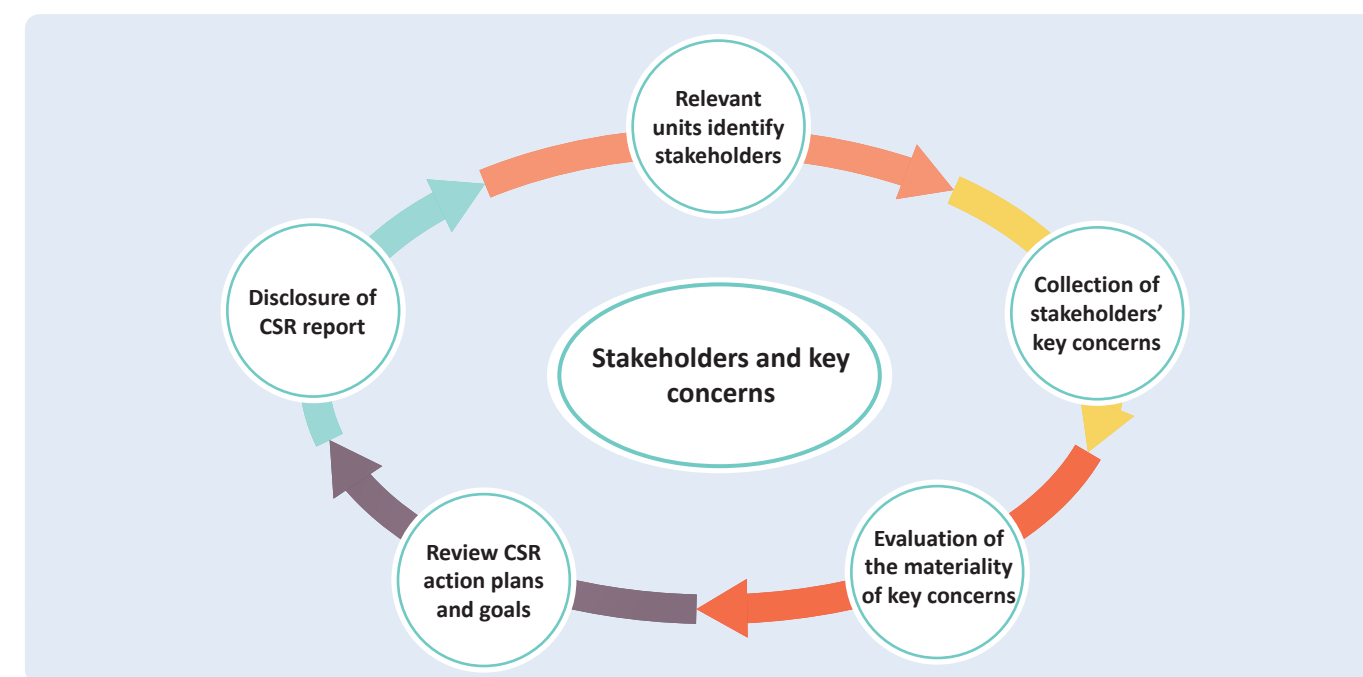 Relevant
units identify
stakeholders
Collection of
stakeholders’
key concerns
Evaluation of
the materiality
of key concerns
Review CSR
action plans
and goals
Disclosure of
CSR report
Stakeholders and key
concerns